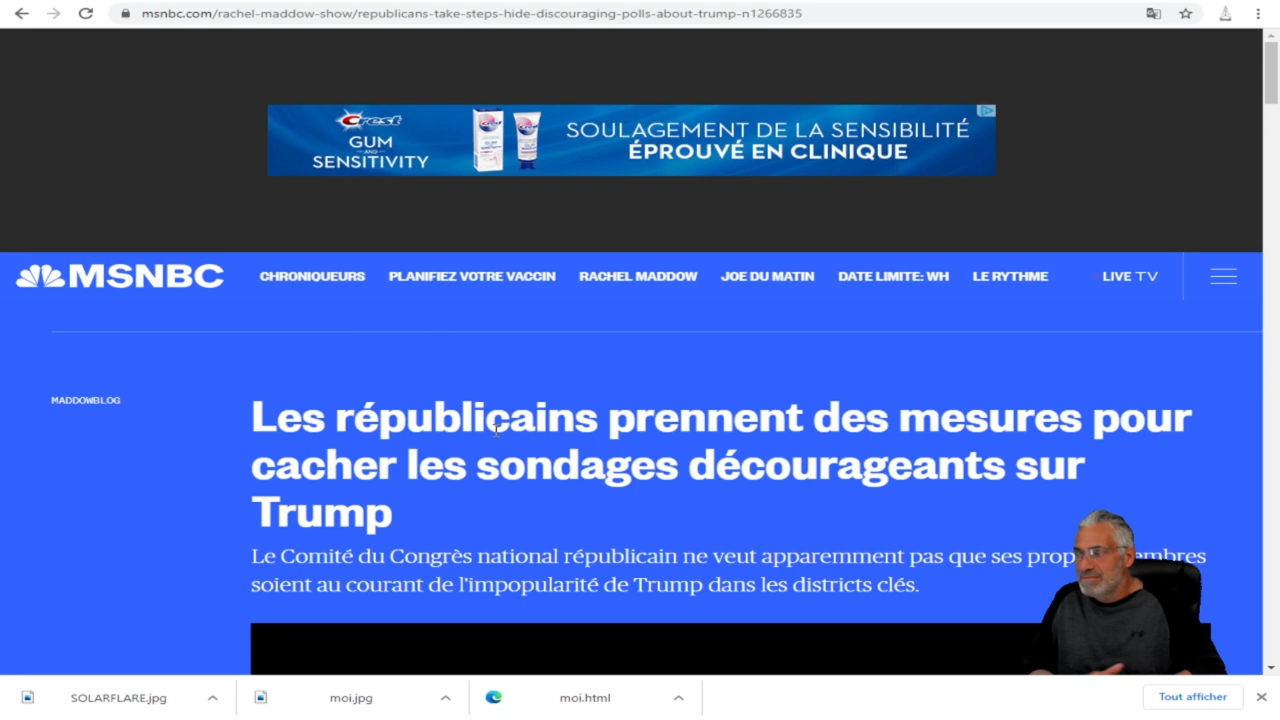 msnbc.com/rachel-maddow-show/republicans-take-steps-hide-discouraging-polls-about-trump-n1266835
Crest
GUM
AND
SENSITIVITY
SOULAGEMENT DE LA SENSIBILITÉ
ÉPROUVÉ EN CLINIQUE
MSNBC CHRONIQUEURS PLANIFIEZ VOTRE VACCIN RACHEL MADDOW JOE DU MATIN DATE LIMITE: WH LE RYTHME LIVE TV
MADDOWBLOG
Les républicains prennent des mesures pour
cacher les sondages décourageants sur
Trump
Le Comité du Congrès national républicain ne veut apparemment pas que ses
soient au courant de l'impopularité de Trump dans les districts clés.
SOLARFLARE.jpg moi.jpg moi.html Tout afficher